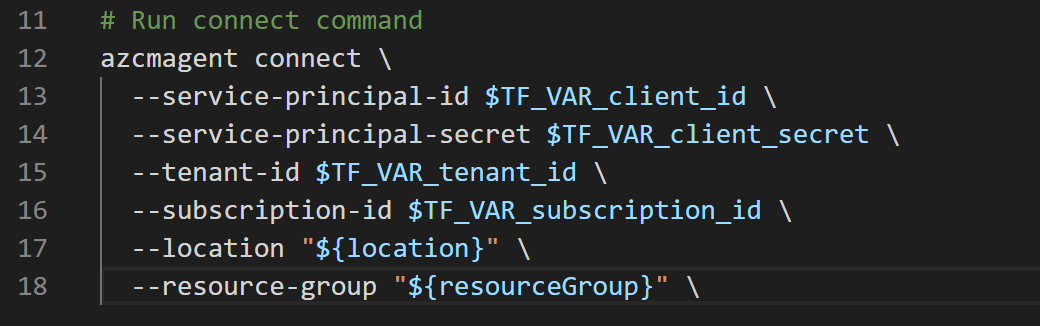 11 # Run connect command
12 azcmagent connect \
13 --service-principal-id $TF_VAR_client_id \
14 --service-principal-secret $TF_VAR_client_secret \
15 --tenant-id $TF_VAR_tenant_id \
16 --subscription-id $TF_VAR_subscription_id \
17 --location "${location}" \
18 --resource-group "${resourceGroup}" \